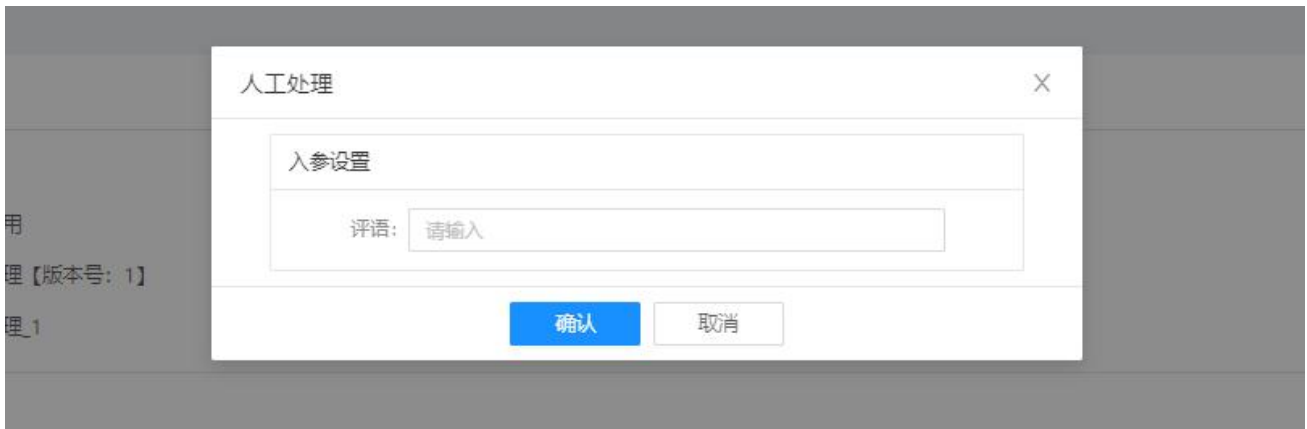 人工处理
入参设置
评语：
请输入
用
理【版本号：1】
理_1
确认
取消